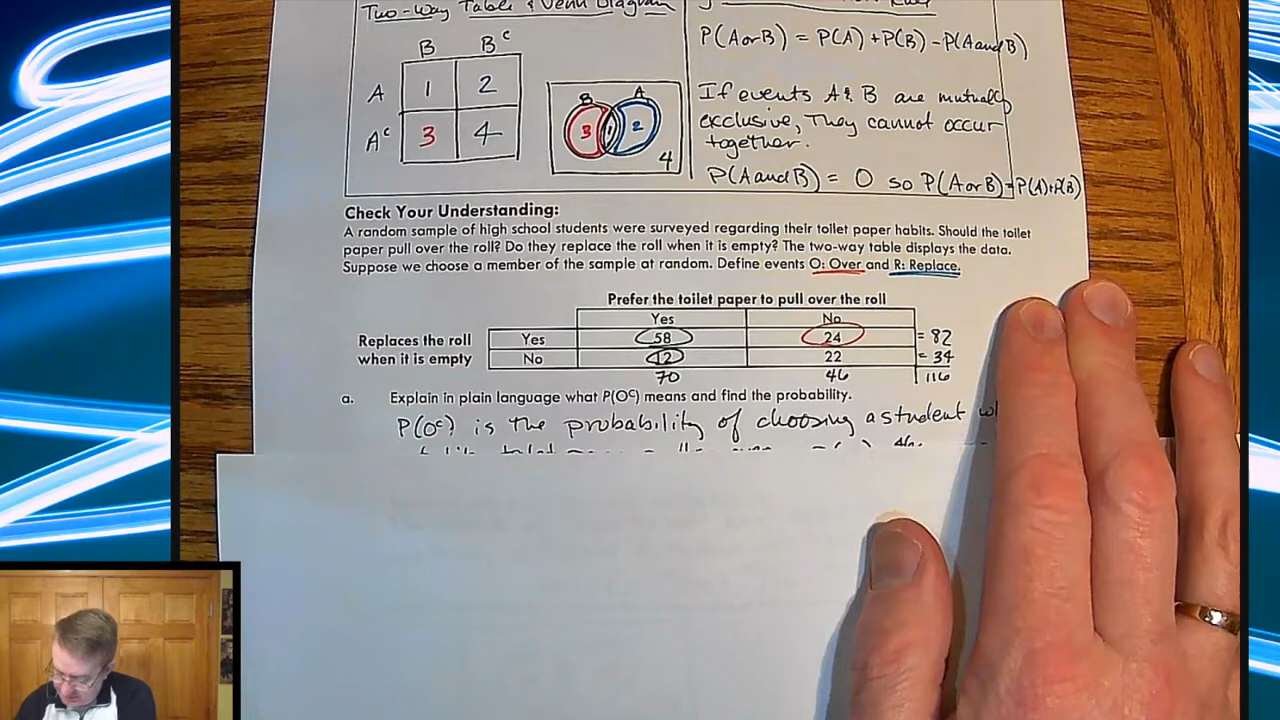 Two-Way Table & Venn Diagram
B Bᶜ
A 1 2
Aᶜ 3 4
B A
3 1 2
4
P(A or B) = P(A) + P(B) - P(A and B)
If events A & B are mutually
exclusive, They cannot occur
together.
P(A and B) = 0 so P(A or B) = P(A)+P(B)
Check Your Understanding:
A random sample of high school students were surveyed regarding their toilet paper habits. Should the toilet
paper pull over the roll? Do they replace the roll when it is empty? The two-way table displays the data.
Suppose we choose a member of the sample at random. Define events O: Over and R: Replace.
Prefer the toilet paper to pull over the roll
Yes No
Replaces the roll Yes 58 24 = 82
when it is empty No 12 22 = 34
70 46 116
a. Explain in plain language what P(Oᶜ) means and find the probability.
P(Oᶜ) is the probability of choosing a student